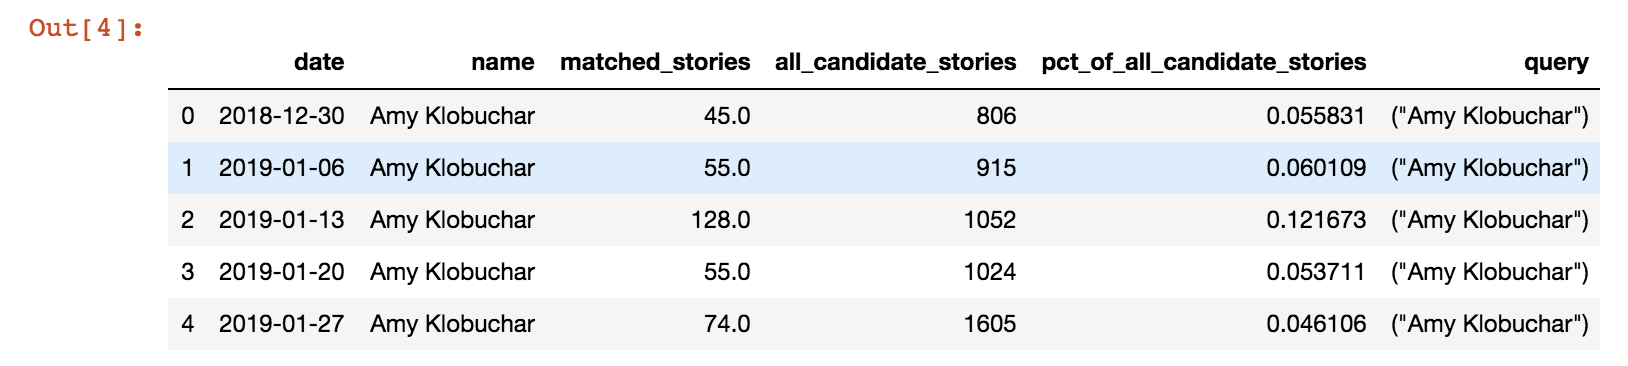 Out[4]:
date name matched_stories all_candidate_stories pct_of_all_candidate_stories query
0 2018-12-30 Amy Klobuchar 45.0 806 0.055831 ("Amy Klobuchar")
1 2019-01-06 Amy Klobuchar 55.0 915 0.060109 ("Amy Klobuchar")
2 2019-01-13 Amy Klobuchar 128.0 1052 0.121673 ("Amy Klobuchar")
3 2019-01-20 Amy Klobuchar 55.0 1024 0.053711 ("Amy Klobuchar")
4 2019-01-27 Amy Klobuchar 74.0 1605 0.046106 ("Amy Klobuchar")